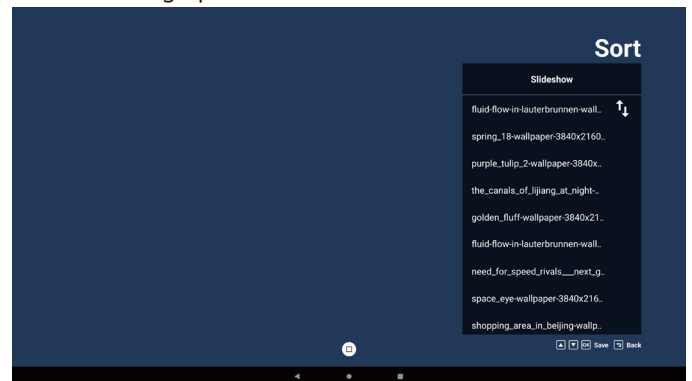 Sort
Slideshow
fluid-flow-in-lauterbrunnen-wall..
spring_18-wallpaper-3840x2160..
purple_tulip_2-wallpaper-3840x..
the_canals_of_lijiang_at_night-..
golden_fluff-wallpaper-3840x21..
fluid-flow-in-lauterbrunnen-wall..
need_for_speed_rivals___next_g..
space_eye-wallpaper-3840x216..
shopping_area_in_beijing-wallp..
OK Save Back